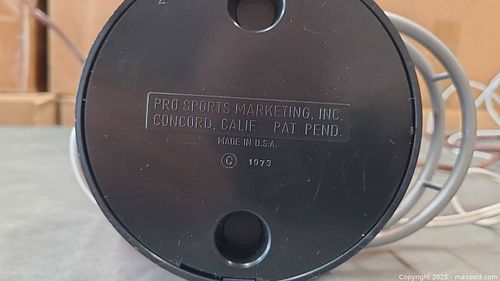 PRO SPORTS MARKETING, INC.
CONCORD, CALIF. PAT. PEND.
MADE IN U.S.A.
© 1973
Copyright 2025 - maxsold.com